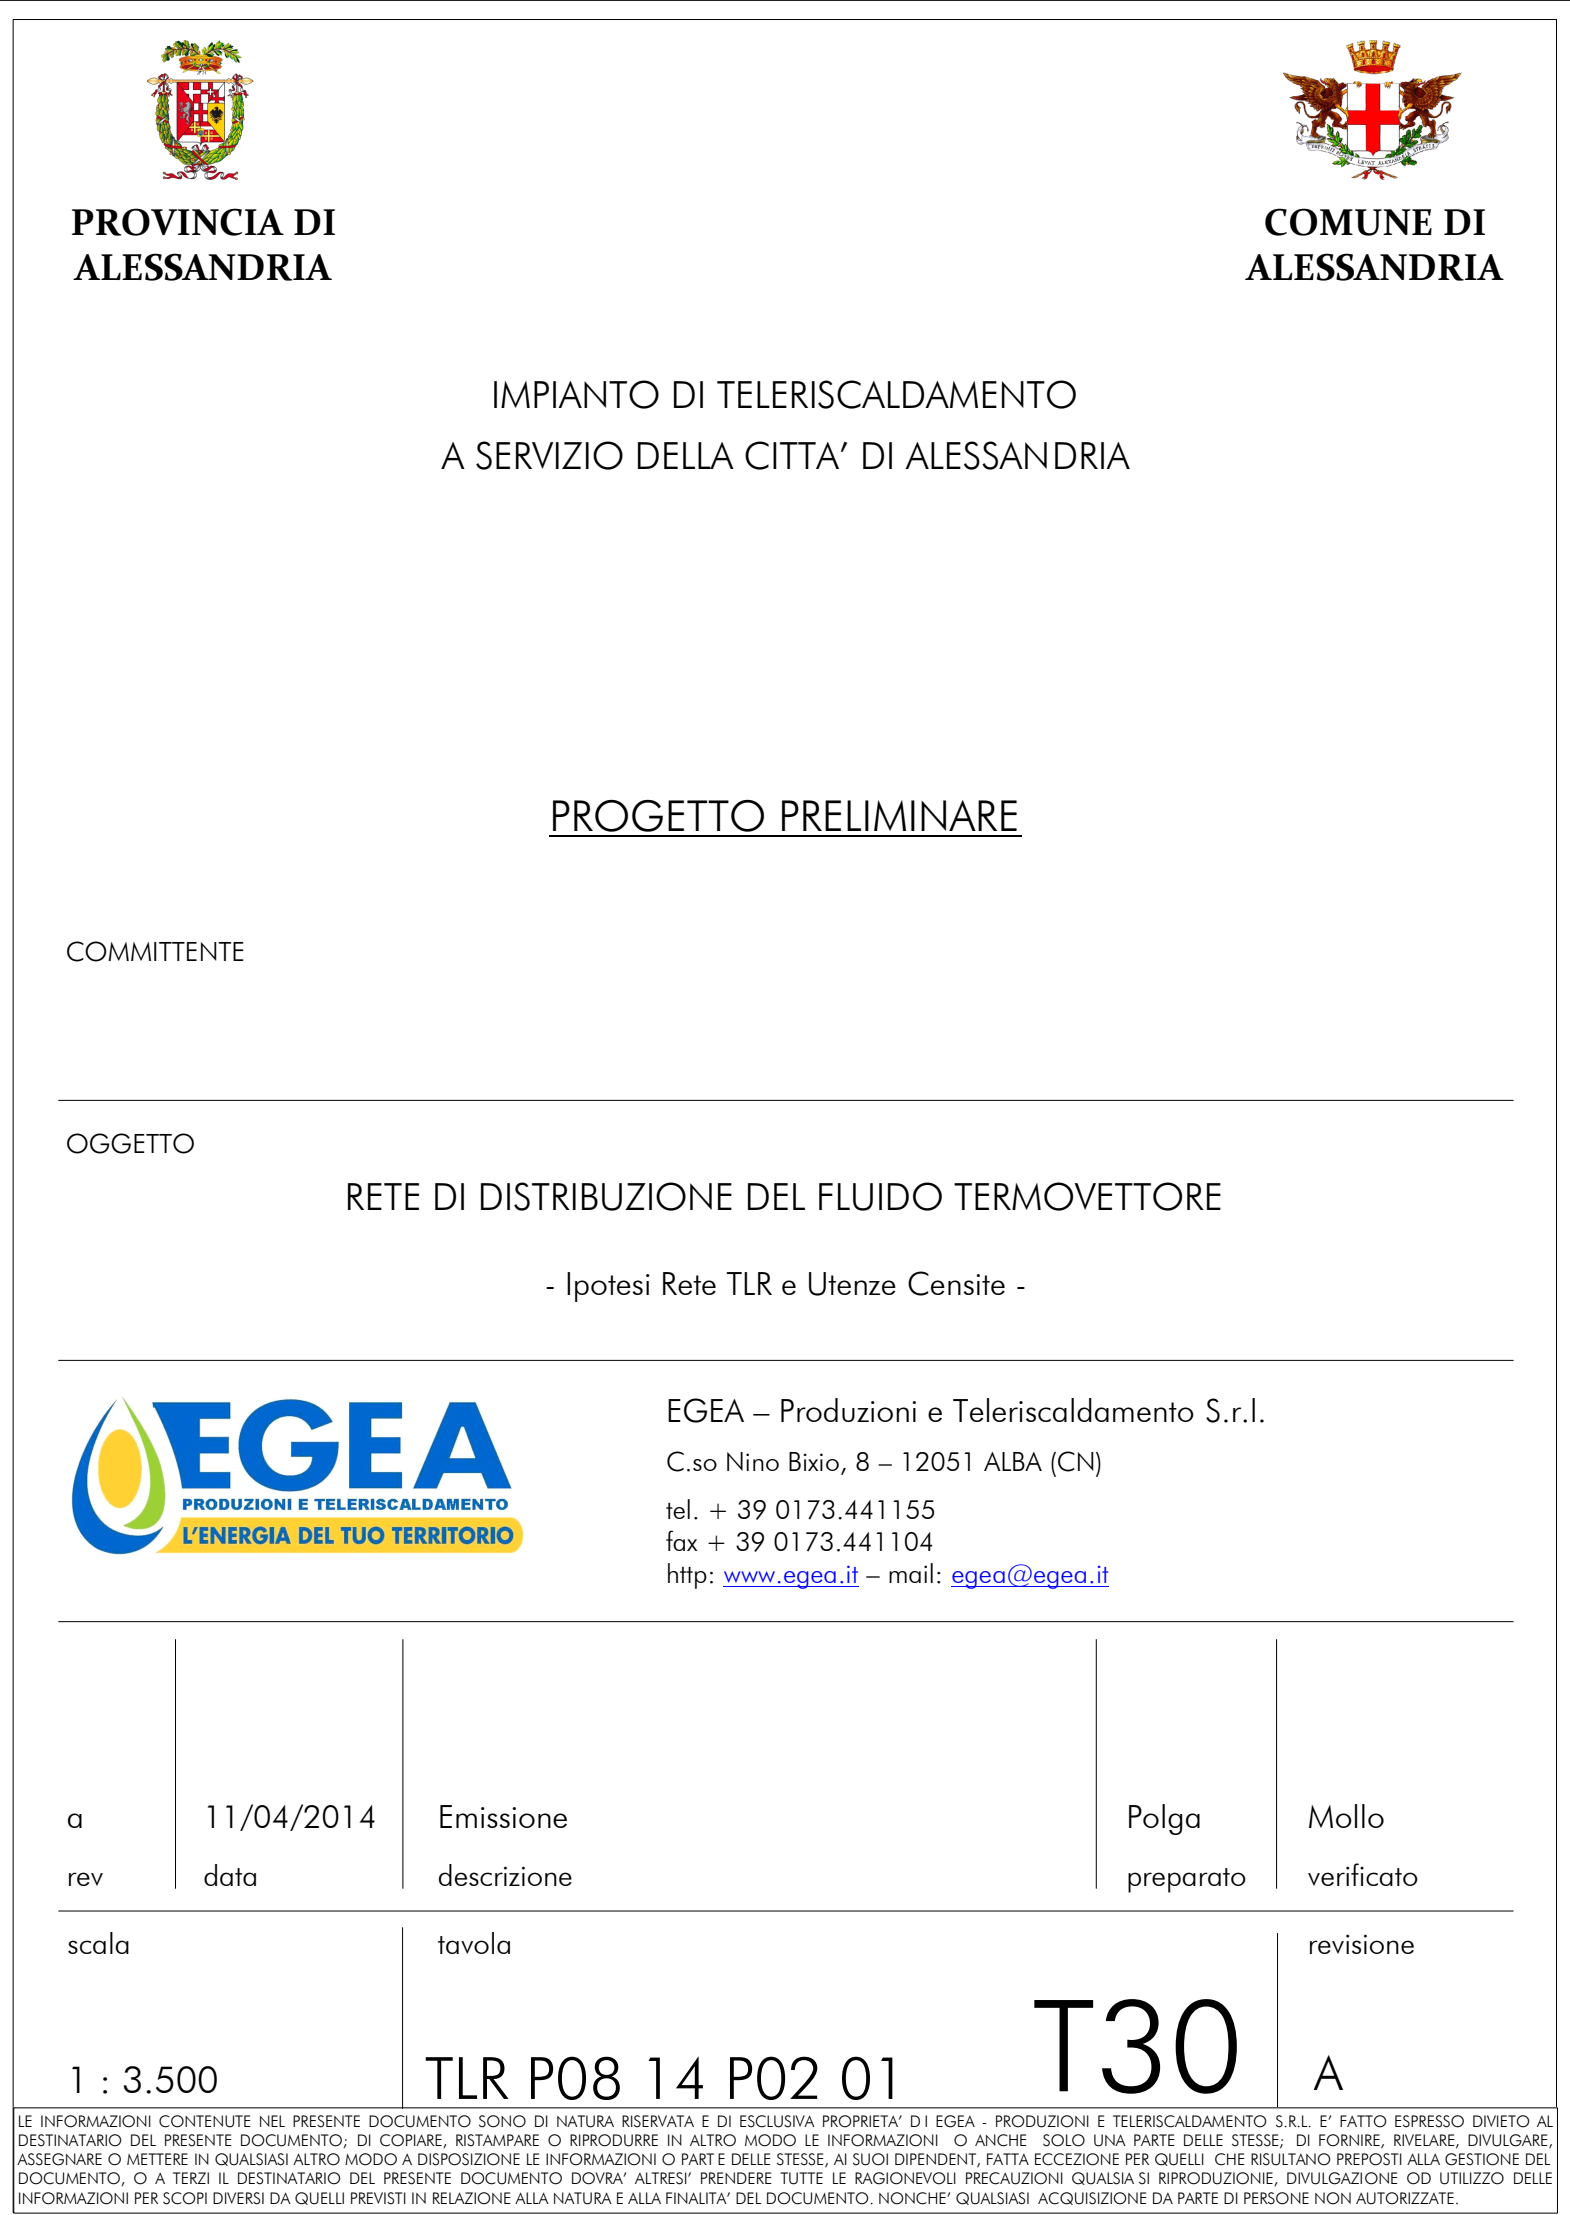 PROVINCIA DI
ALESSANDRIA
COMUNE DI
ALESSANDRIA
IMPIANTO DI TELERISCALDAMENTO
A SERVIZIO DELLA CITTA’ DI ALESSANDRIA
PROGETTO PRELIMINARE
COMMITTENTE
OGGETTO
RETE DI DISTRIBUZIONE DEL FLUIDO TERMOVETTORE
- Ipotesi Rete TLR e Utenze Censite -
EGEA
PRODUZIONI E TELERISCALDAMENTO
L'ENERGIA DEL TUO TERRITORIO
EGEA – Produzioni e Teleriscaldamento S.r.l.
C.so Nino Bixio, 8 – 12051 ALBA (CN)
tel. + 39 0173.441155
fax + 39 0173.441104
http: www.egea.it – mail: egea@egea.it
a 11/04/2014 Emissione Polga Mollo
rev data descrizione preparato verificato
scala tavola revisione
1 : 3.500 TLR P08 14 P02 01 T30 A
LE INFORMAZIONI CONTENUTE NEL PRESENTE DOCUMENTO SONO DI NATURA RISERVATA E DI ESCLUSIVA PROPRIETA’ DI EGEA - PRODUZIONI E TELERISCALDAMENTO S.R.L. E’ FATTO ESPRESSO DIVIETO AL
DESTINATARIO DEL PRESENTE DOCUMENTO; DI COPIARE, RISTAMPARE O RIPRODURRE IN ALTRO MODO LE INFORMAZIONI O ANCHE SOLO UNA PARTE DELLE STESSE; DI FORNIRE, RIVELARE, DIVULGARE,
ASSEGNARE O METTERE IN QUALSIASI ALTRO MODO A DISPOSIZIONE LE INFORMAZIONI O PARTE DELLE STESSE, AI SUOI DIPENDENT, FATTA ECCEZIONE PER QUELLI CHE RISULTANO PREPOSTI ALLA GESTIONE DEL
DOCUMENTO, O A TERZI IL DESTINATARIO DEL PRESENTE DOCUMENTO DOVRA’ ALTRESI’ PRENDERE TUTTE LE RAGIONEVOLI PRECAUZIONI QUALSIASI RIPRODUZIONIE, DIVULGAZIONE OD UTILIZZO DELLE
INFORMAZIONI PER SCOPI DIVERSI DA QUELLI PREVISTI IN RELAZIONE ALLA NATURA E ALLA FINALITA’ DEL DOCUMENTO. NONCHE’ QUALSIASI ACQUISIZIONE DA PARTE DI PERSONE NON AUTORIZZATE.